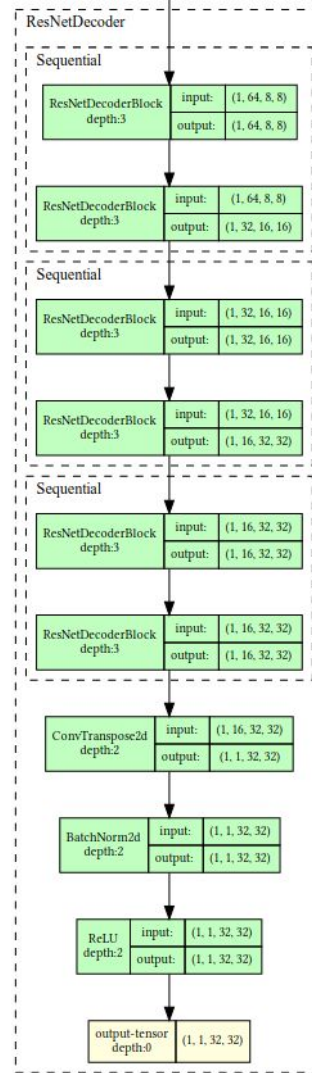 ResNetDecoder
Sequential
ResNetDecoderBlock
depth:3
input:
(1, 64, 8, 8)
output:
(1, 64, 8, 8)
ResNetDecoderBlock
depth:3
input:
(1, 64, 8, 8)
output:
(1, 32, 16, 16)
Sequential
ResNetDecoderBlock
depth:3
input:
(1, 32, 16, 16)
output:
(1, 32, 16, 16)
ResNetDecoderBlock
depth:3
input:
(1, 32, 16, 16)
output:
(1, 16, 32, 32)
Sequential
ResNetDecoderBlock
depth:3
input:
(1, 16, 32, 32)
output:
(1, 16, 32, 32)
ResNetDecoderBlock
depth:3
input:
(1, 16, 32, 32)
output:
(1, 16, 32, 32)
ConvTranspose2d
depth:2
input:
(1, 16, 32, 32)
output:
(1, 1, 32, 32)
BatchNorm2d
depth:2
input:
(1, 1, 32, 32)
output:
(1, 1, 32, 32)
ReLU
depth:2
input:
(1, 1, 32, 32)
output:
(1, 1, 32, 32)
output-tensor
depth:0
(1, 1, 32, 32)